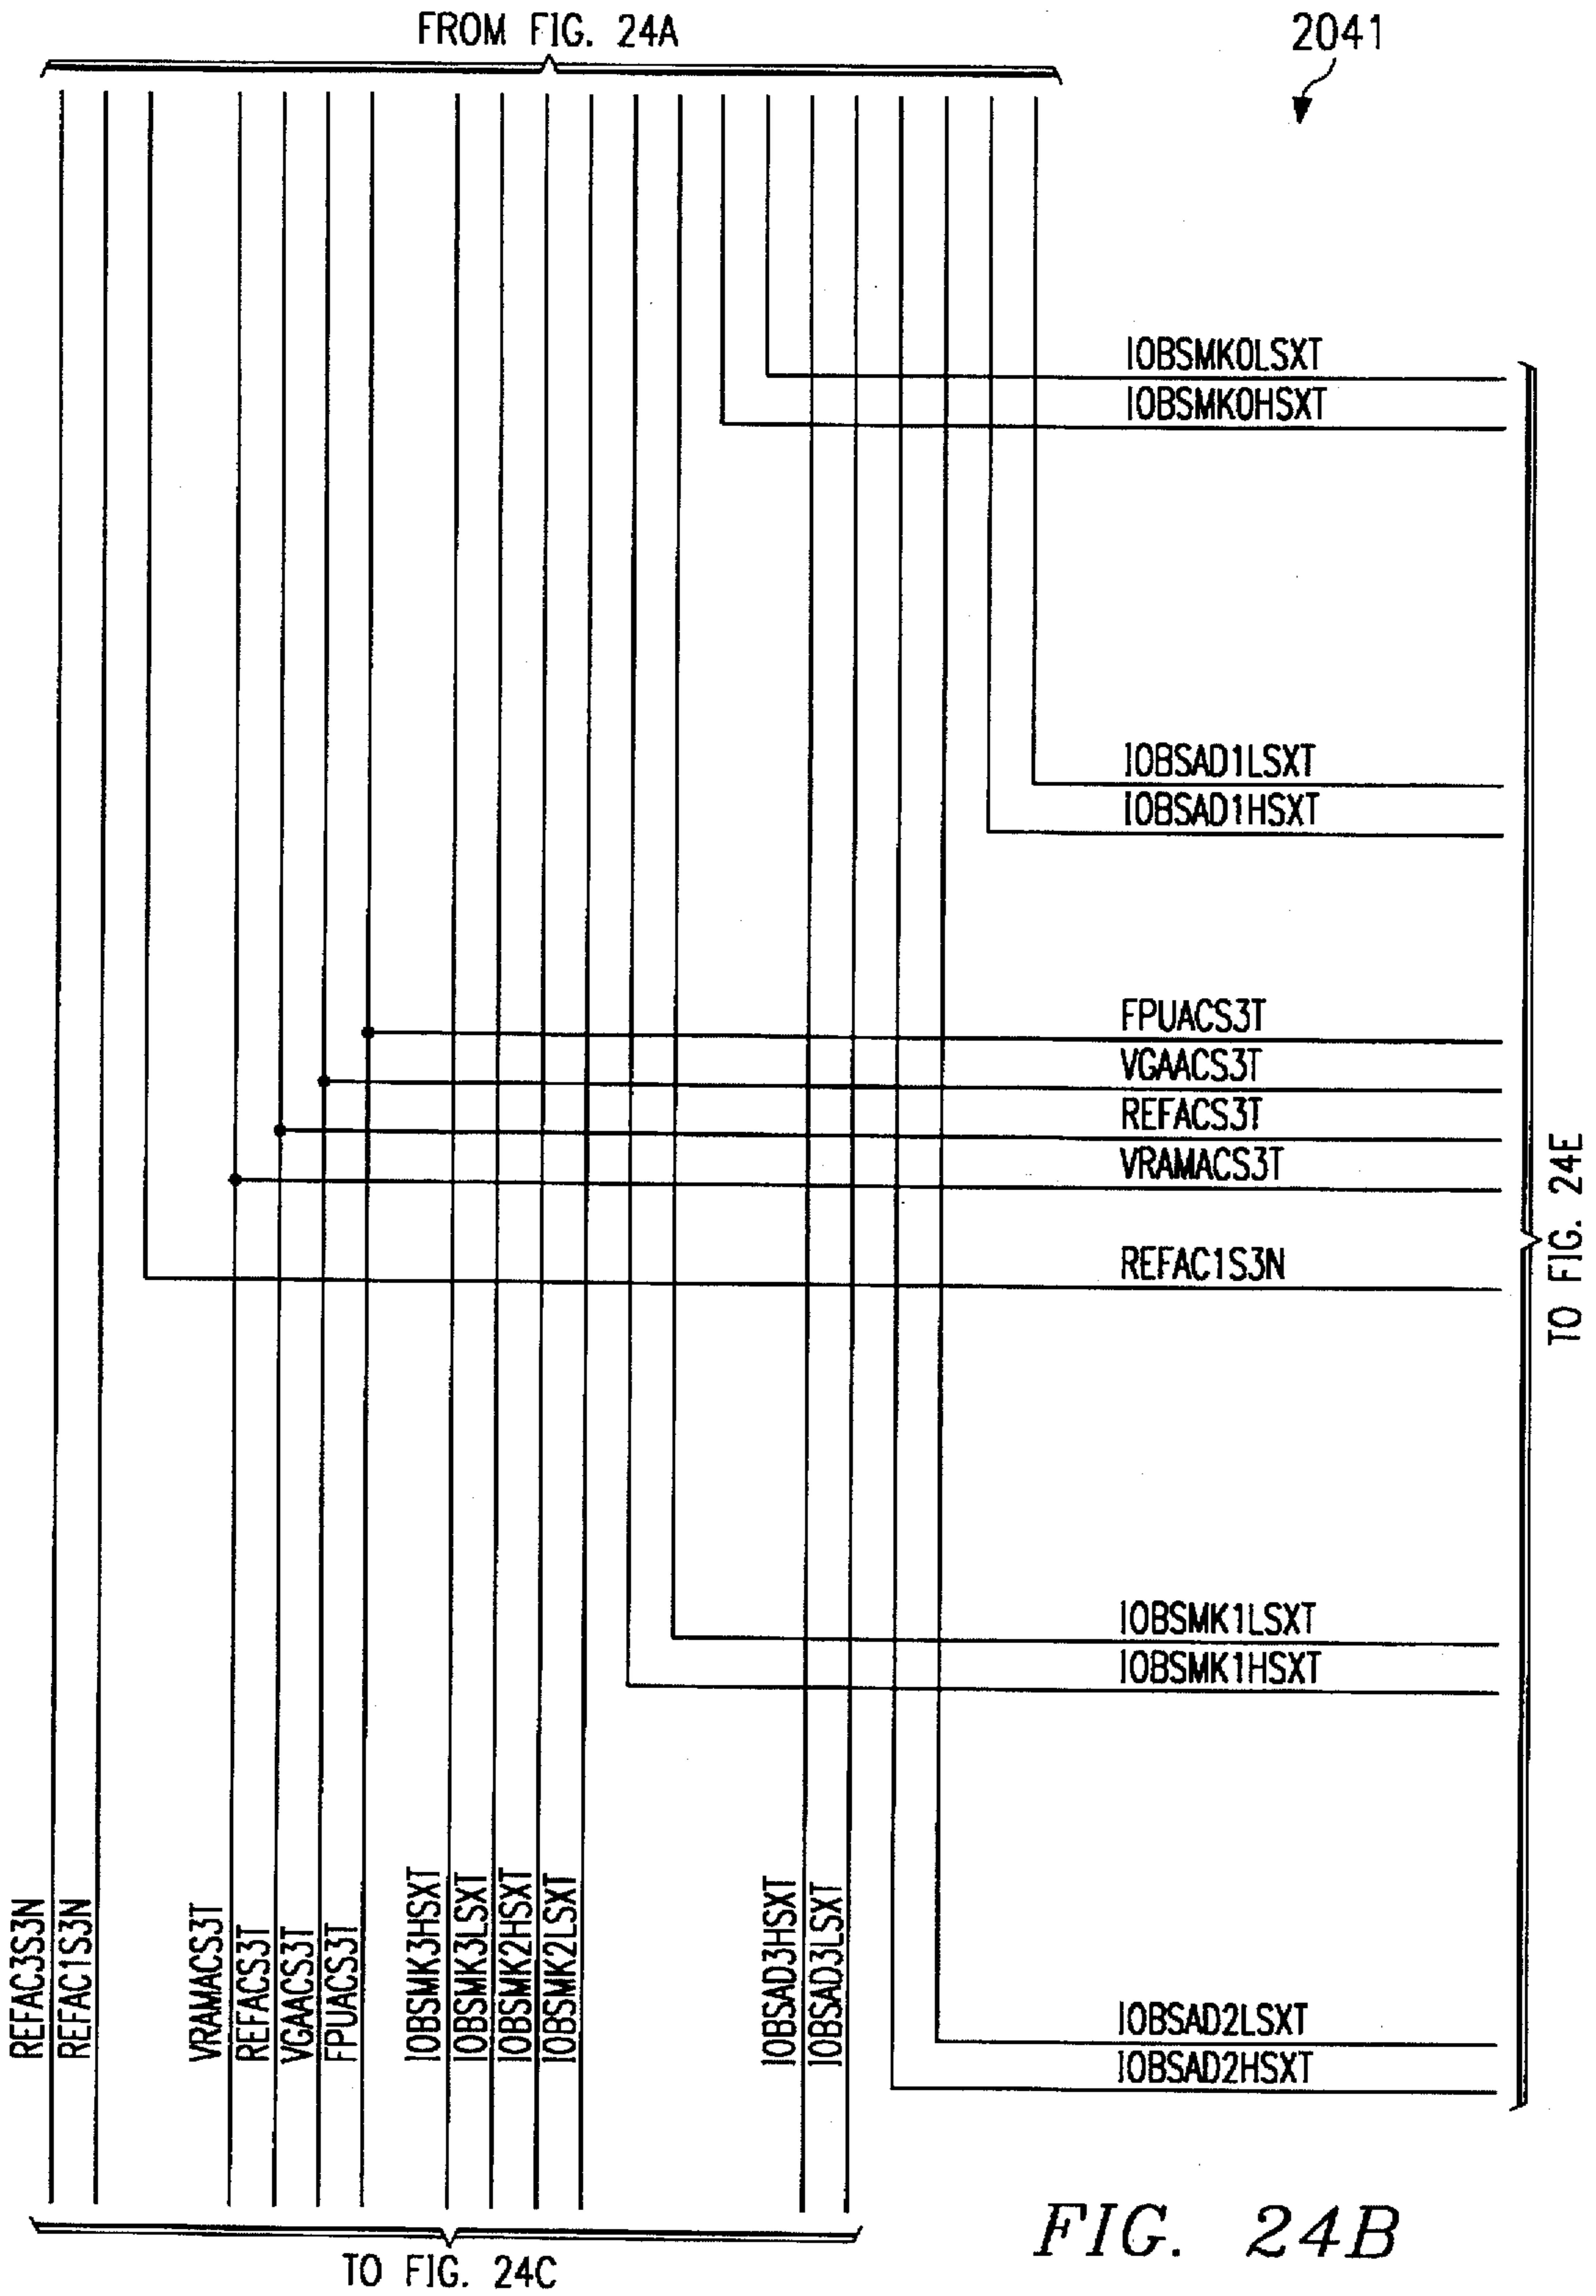 FROM FIG. 24A
2041
IOBSMK0LSXT
IOBSMK0HSXT
IOBSAD1LSXT
IOBSAD1HSXT
FPUACS3T
VGAACS3T
REFACS3T
VRAMACS3T
REFAC1S3N
TO FIG. 24E
IOBSMK1LSXT
IOBSMK1HSXT
REFAC3S3N
REFAC1S3N
VRAMACS3T
REFACS3T
VGAACS3T
FPUACS3T
IOBSMK3HSXT
IOBSMK3LSXT
IOBSMK2HSXT
IOBSMK2LSXT
IOBSAD3HSXT
IOBSAD3LSXT
IOBSAD2LSXT
IOBSAD2HSXT
TO FIG. 24C
FIG. 24B